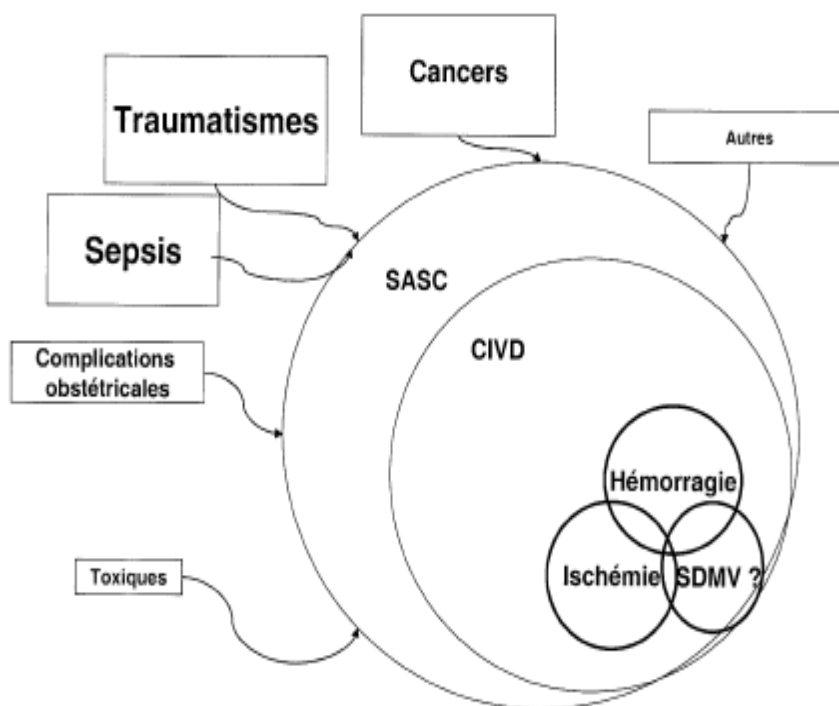 Cancers
Traumatismes
Autres
Sepsis
SASC
CIVD
Complications
obstétricales
Hémorragie
Ischémie
SDMV ?
Toxiques